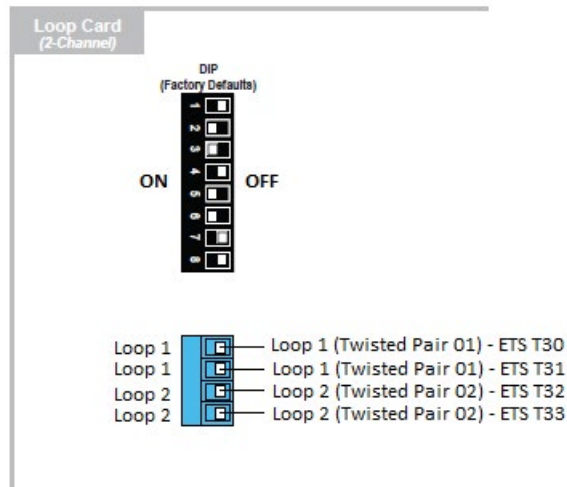 Loop Card
(2-Channel)
DIP
(Factory Defaults)
1
2
3
4
5
6
7
8
ON
OFF
Loop 1
Loop 1 (Twisted Pair 01) - ETS T30
Loop 1
Loop 1 (Twisted Pair 01) - ETS T31
Loop 2
Loop 2 (Twisted Pair 02) - ETS T32
Loop 2
Loop 2 (Twisted Pair 02) - ETS T33